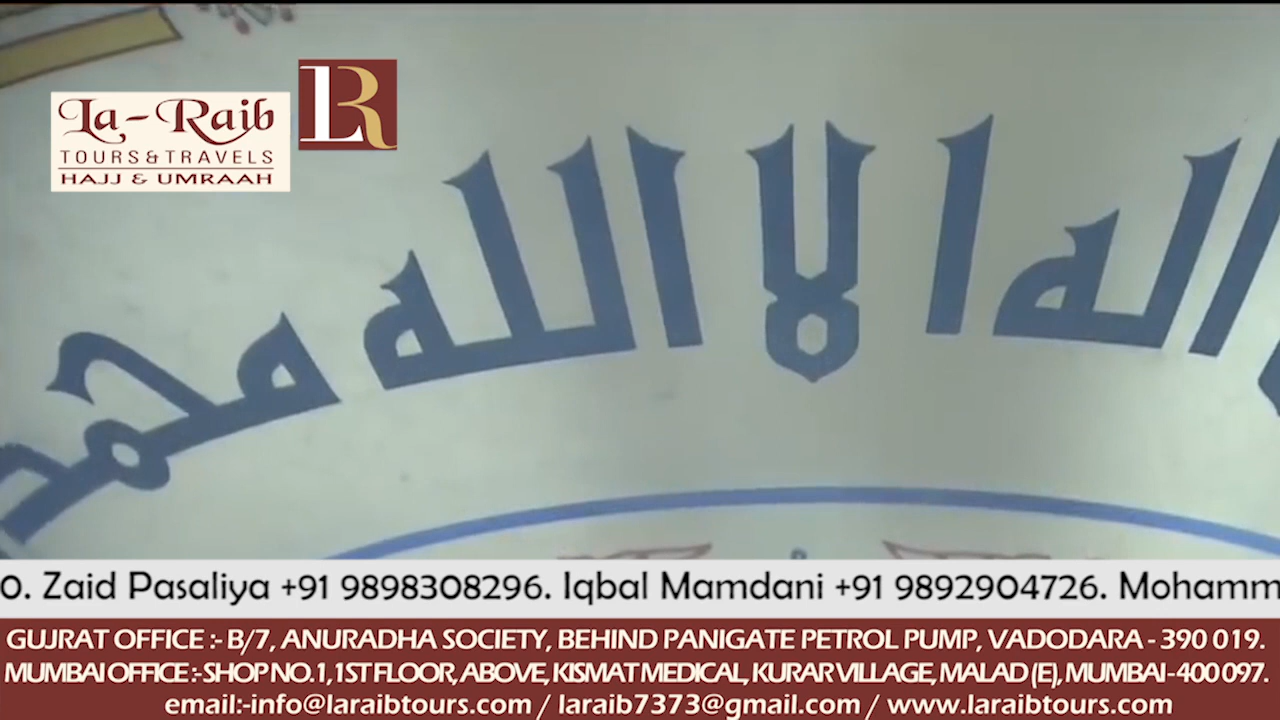 La-Raib
TOURS & TRAVELS
HAJJ & UMRAAH
LR
اله الا الله محمد
0. Zaid Pasaliya +91 9898308296. Iqbal Mamdani +91 9892904726. Mohamm
GUJRAT OFFICE :- B/7, ANURADHA SOCIETY, BEHIND PANIGATE PETROL PUMP, VADODARA - 390 019.
MUMBAI OFFICE :- SHOP NO. 1, 1ST FLOOR, ABOVE, KISMAT MEDICAL, KURAR VILLAGE, MALAD (E), MUMBAI - 400 097.
email:-info@laraibtours.com / laraib7373@gmail.com / www.laraibtours.com